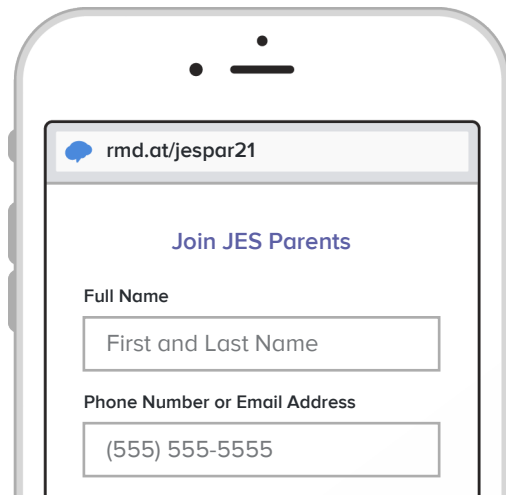 rmd.at/jespar21
Join JES Parents
Full Name
First and Last Name
Phone Number or Email Address
(555) 555-5555